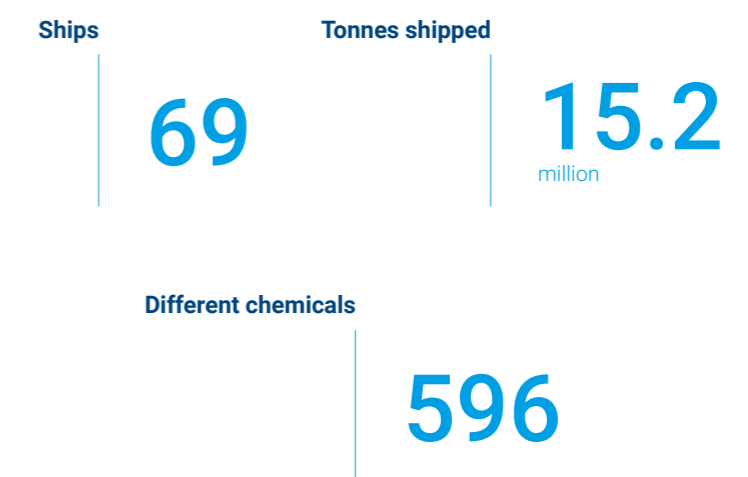 Ships
69
Tonnes shipped
15.2
million
Different chemicals
596